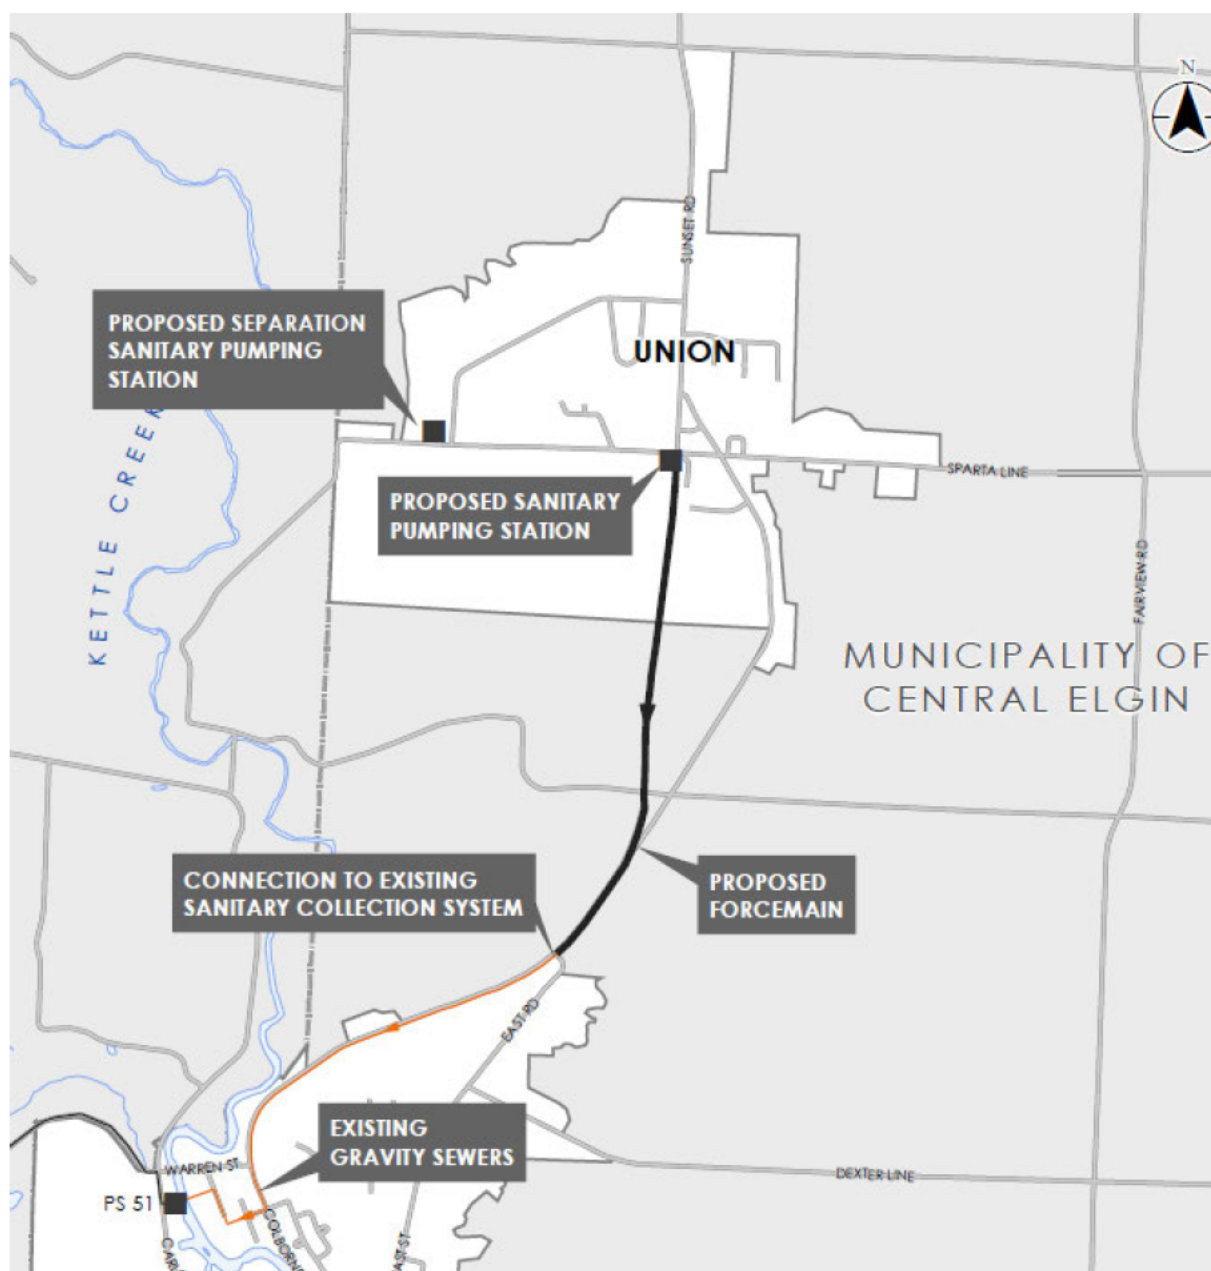 N
SUNSET RD
PROPOSED SEPARATION
SANITARY PUMPING
STATION
UNION
KETTLE CREEK
SPARTA LINE
PROPOSED SANITARY
PUMPING STATION
FAIRVIEW RD
MUNICIPALITY OF
CENTRAL ELGIN
CONNECTION TO EXISTING
SANITARY COLLECTION SYSTEM
PROPOSED
FORCEMAIN
EAST RD
EXISTING
GRAVITY SEWERS
WARREN ST
DEXTER LINE
PS 51
COLBORNE